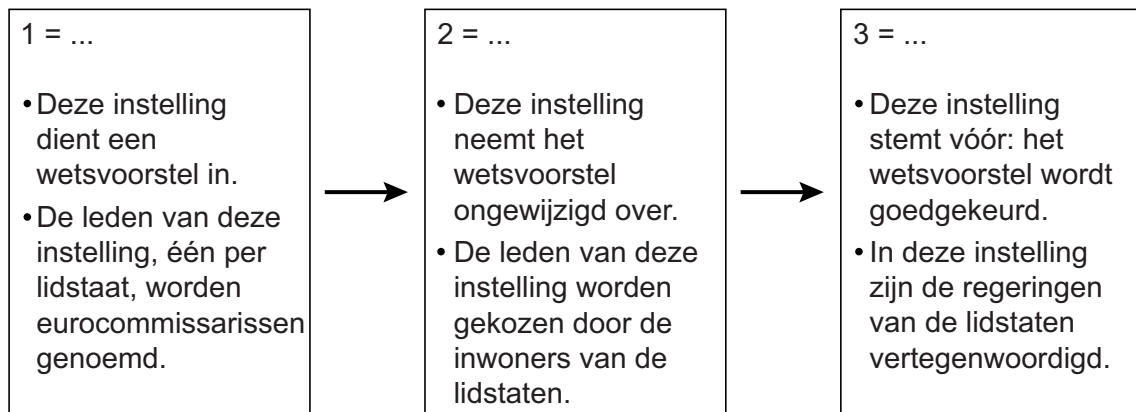 1 = ...
• Deze instelling
dient een
wetsvoorstel in.
• De leden van deze
instelling, één per
lidstaat, worden
eurocommissarissen
genoemd.
2 = ...
• Deze instelling
neemt het
wetsvoorstel
ongewijzigd over.
• De leden van deze
instelling worden
gekozen door de
inwoners van de
lidstaten.
3 = ...
• Deze instelling
stemt vóór: het
wetsvoorstel wordt
goedgekeurd.
• In deze instelling
zijn de regeringen
van de lidstaten
vertegenwoordigd.